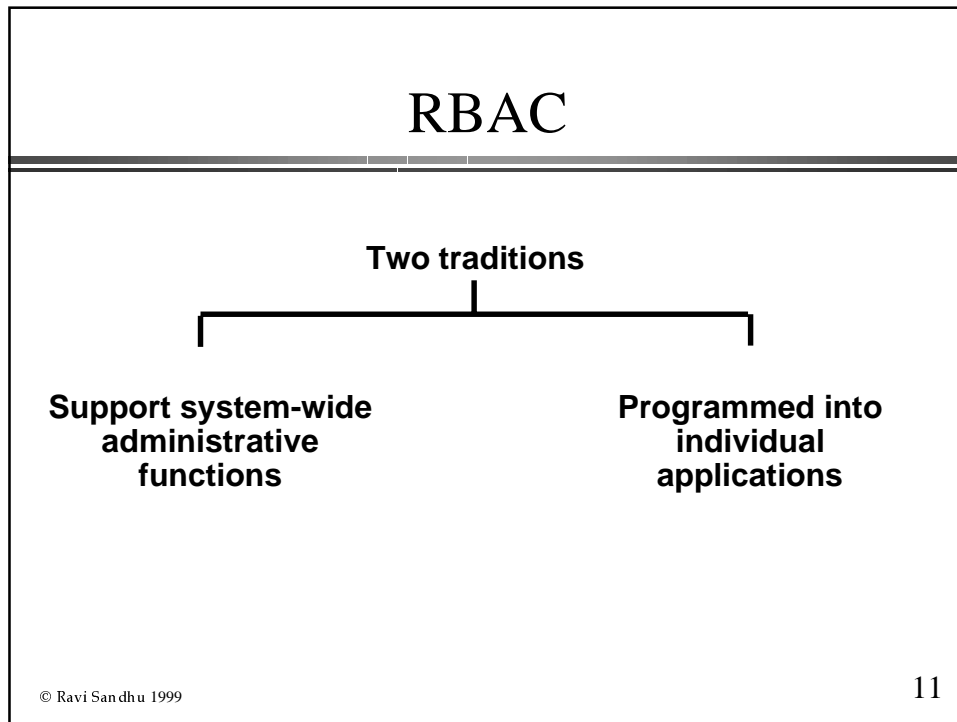 RBAC
Two traditions
Support system-wide
administrative
functions
Programmed into
individual
applications
© Ravi Sandhu 1999
11